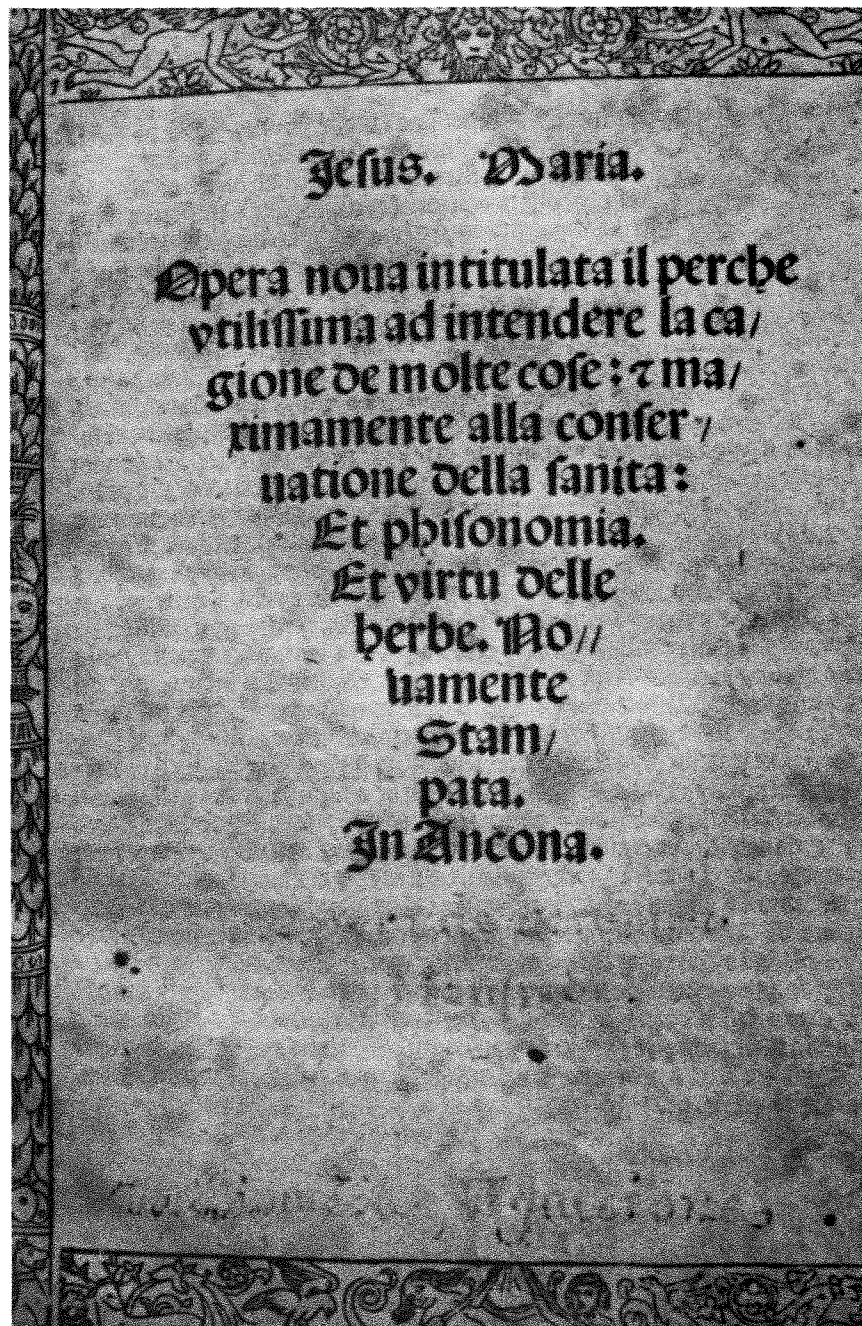 Jesus. Maria.
Opera noua intitulata il perche
vtilissima ad intendere la ca/
gione de molte cose: ⁊ ma/
ximamente alla conser/
uatione della sanita:
Et phisonomia.
Et virtu delle
herbe. No//
uamente
Stam/
pata.
In Ancona.